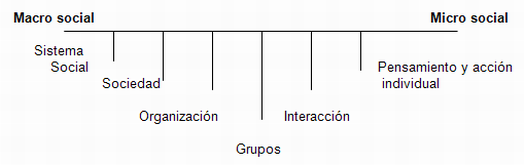 Macro social
Micro social
Sistema
Social
Pensamiento y acción
individual
Sociedad
Organización
Interacción
Grupos